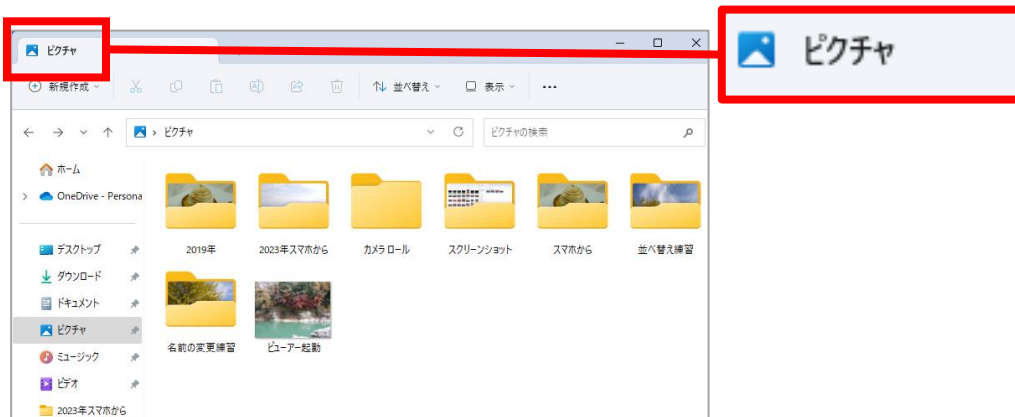 ピクチャ
ピクチャ
新規作成
並べ替え
表示
ピクチャ
ピクチャの検索
ホーム
OneDrive - Persona
デスクトップ
ダウンロード
ドキュメント
ピクチャ
ミュージック
ビデオ
2023年スマホから
2019年
2023年スマホから
カメラロール
スクリーンショット
スマホから
並べ替え練習
名前の変更練習
ビューアー起動